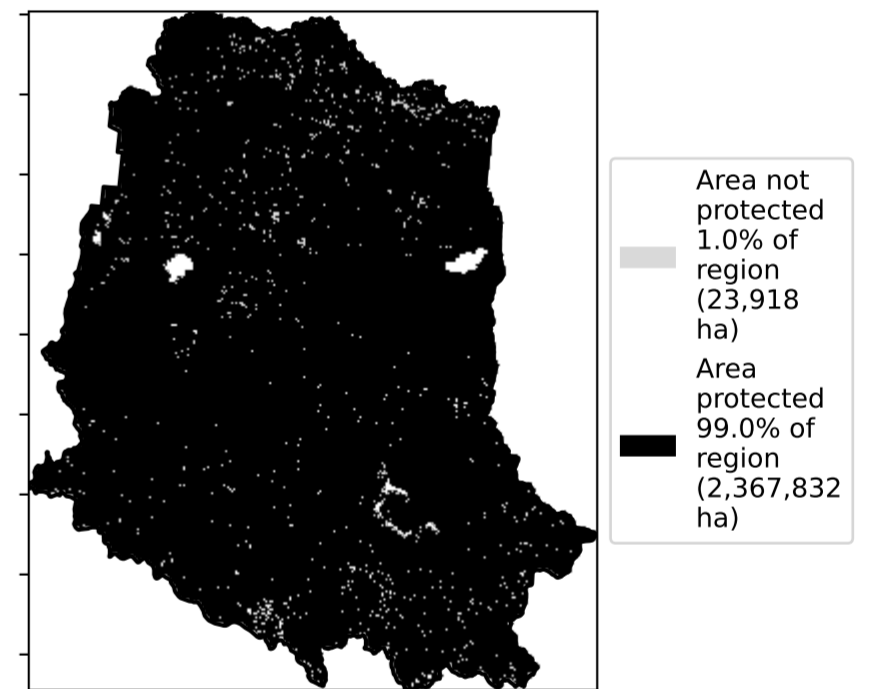 Area not
protected
1.0% of
region
(23,918
ha)
Area
protected
99.0% of
region
(2,367,832
ha)